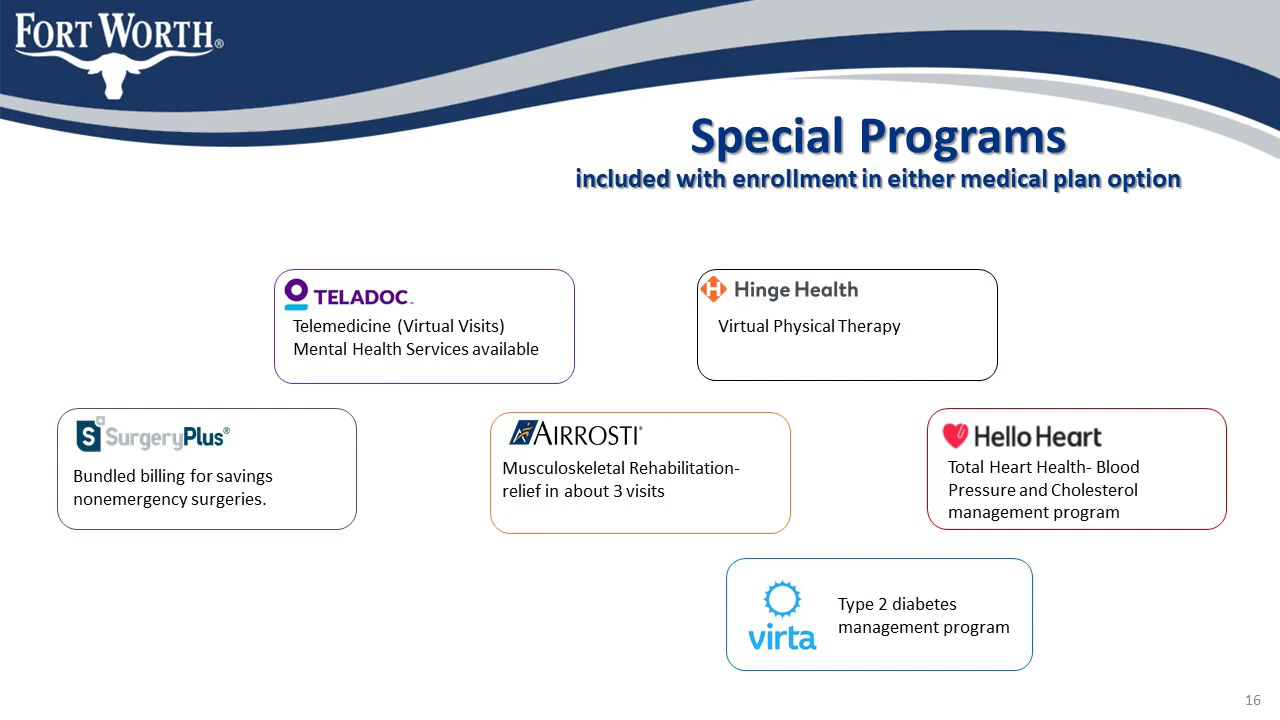 FORT WORTH®
Special Programs
included with enrollment in either medical plan option
TELADOC™
Telemedicine (Virtual Visits)
Mental Health Services available
H Hinge Health
Virtual Physical Therapy
S SurgeryPlus®
Bundled billing for savings
nonemergency surgeries.
AIRROSTI®
Musculoskeletal Rehabilitation-
relief in about 3 visits
Hello Heart
Total Heart Health- Blood
Pressure and Cholesterol
management program
virta
Type 2 diabetes
management program
16